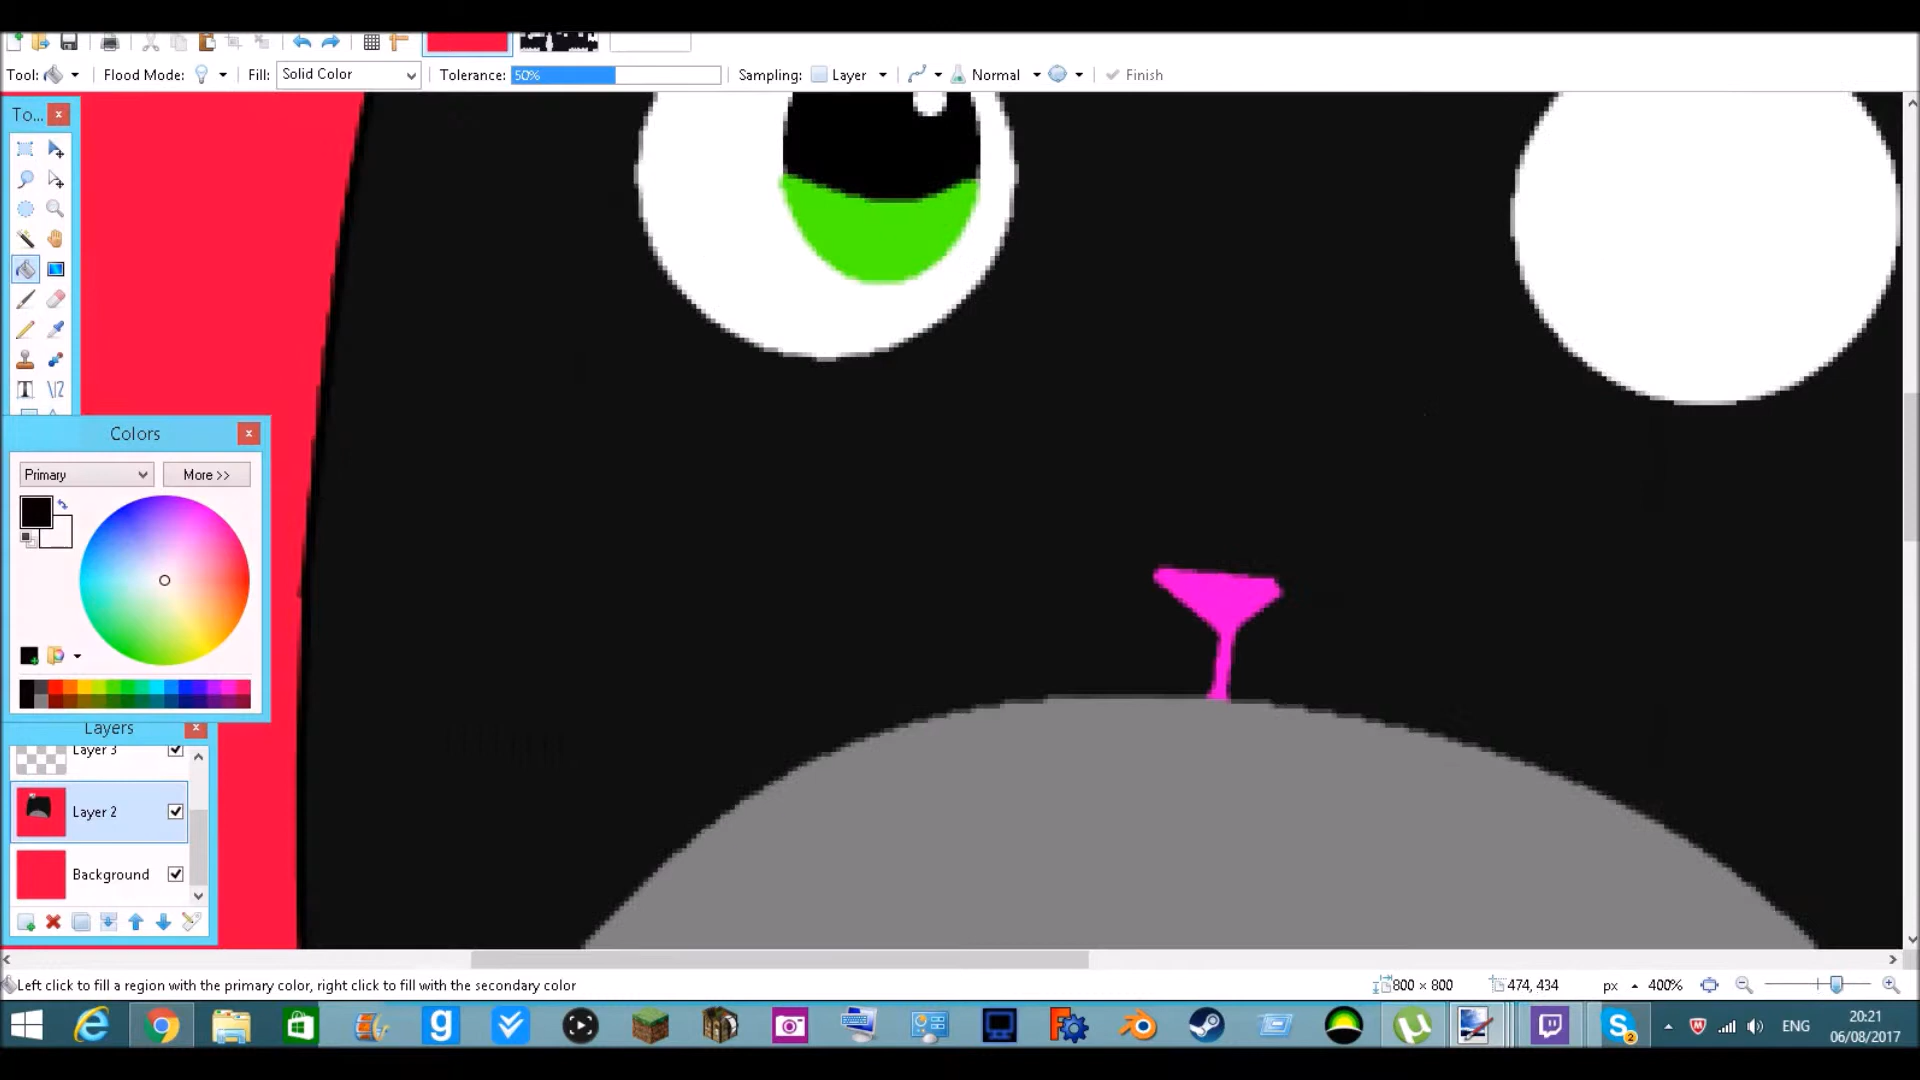 Tool: Flood Mode: Fill: Solid Color Tolerance: 50% Sampling: Layer Normal Finish
To...
Colors
Primary More >>
Layers
Layer 3
Layer 2
Background
Left click to fill a region with the primary color, right click to fill with the secondary color 800 × 800 474, 434 px 400%
ENG 20:21
06/08/2017